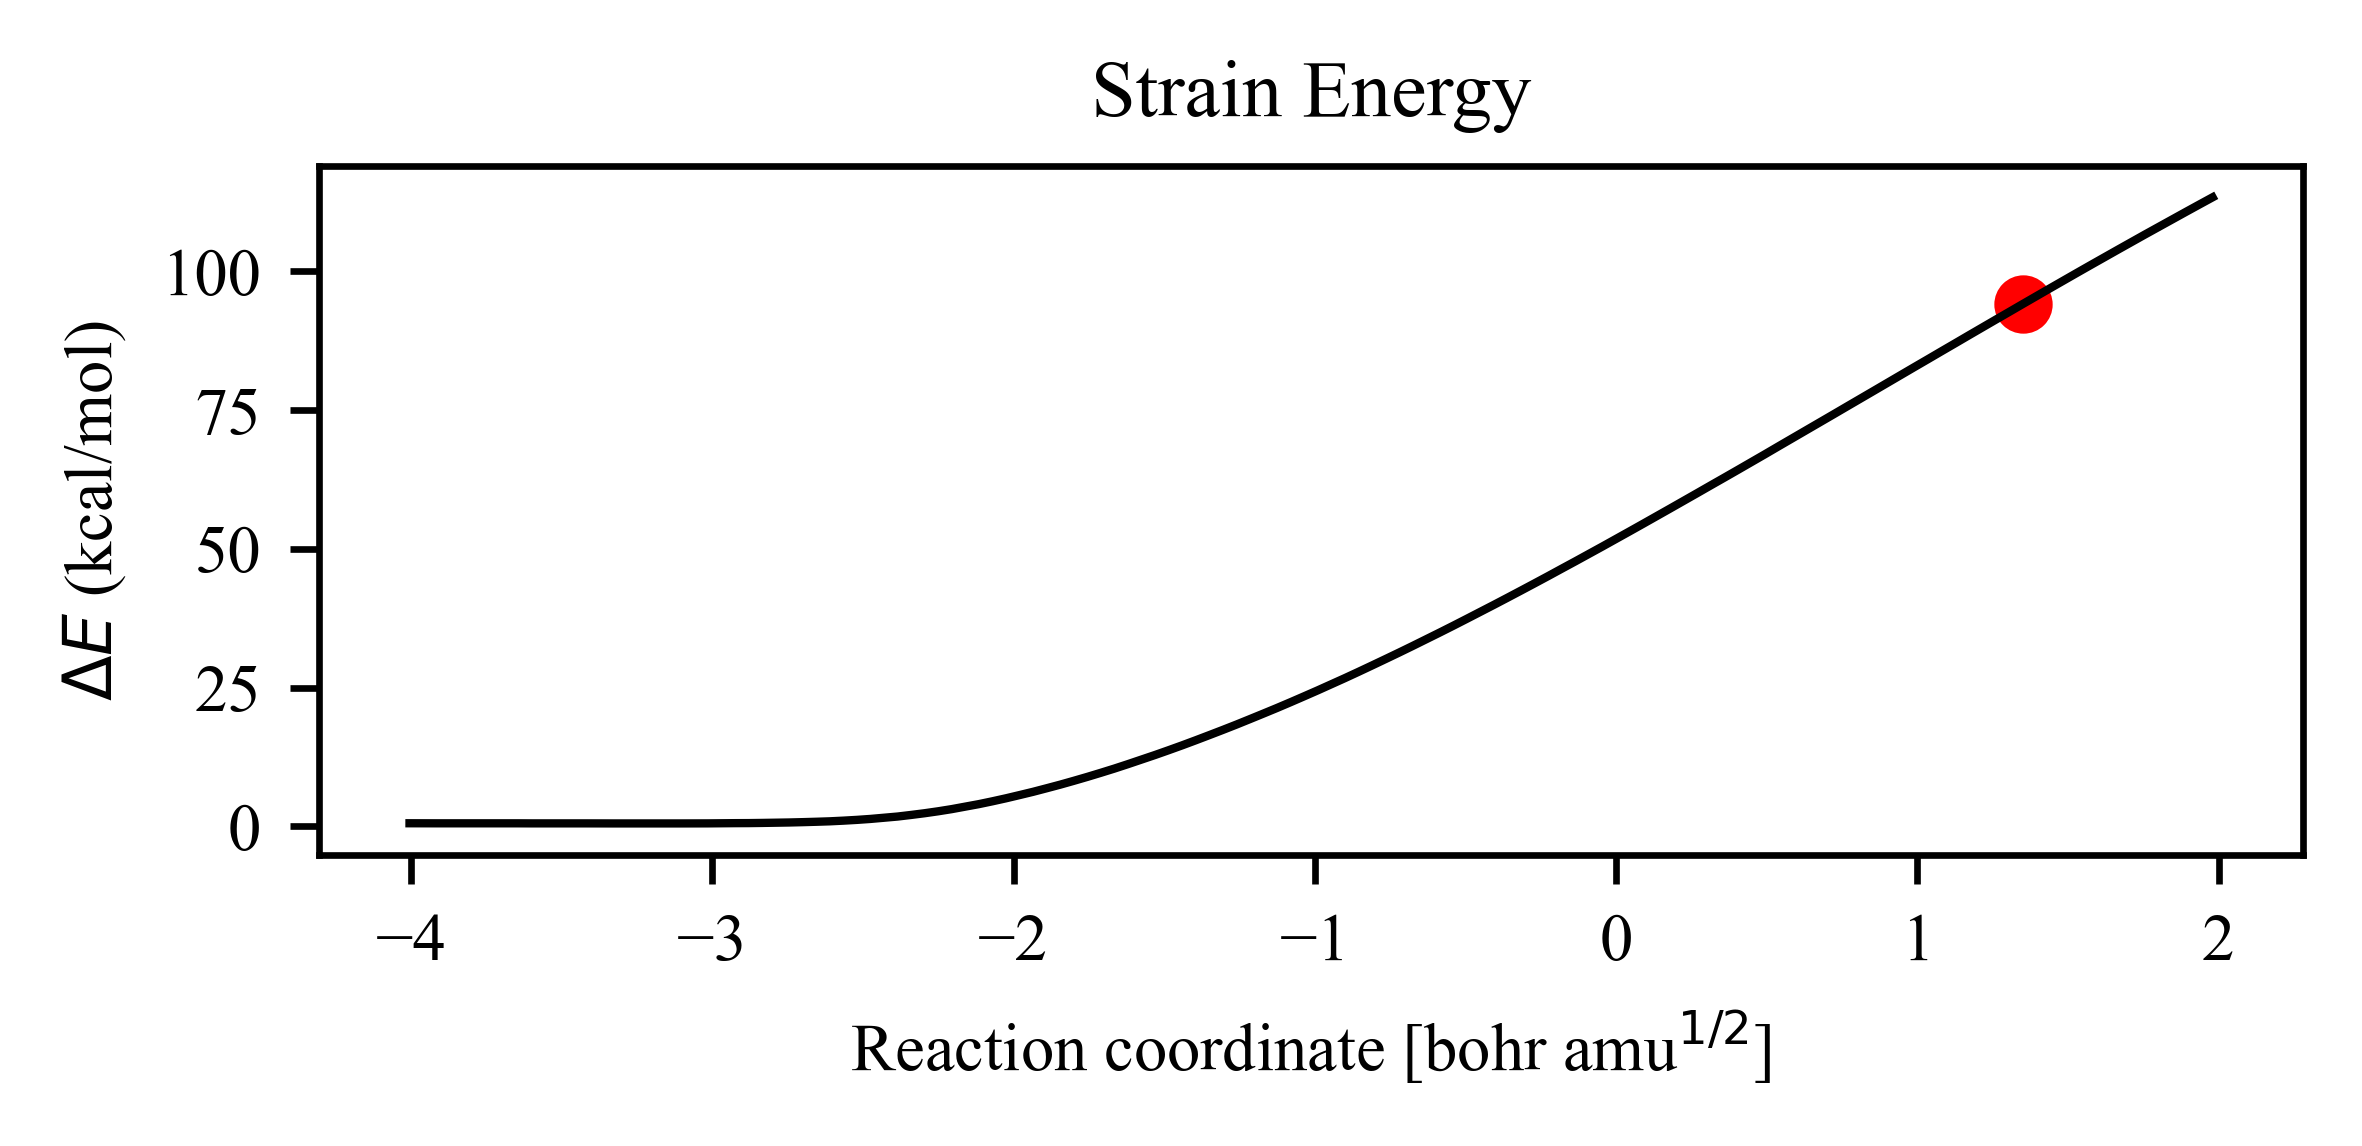 Strain Energy
ΔE (kcal/mol)
100
75
50
25
0
−4 −3 −2 −1 0 1 2
Reaction coordinate [bohr amu^1/2]